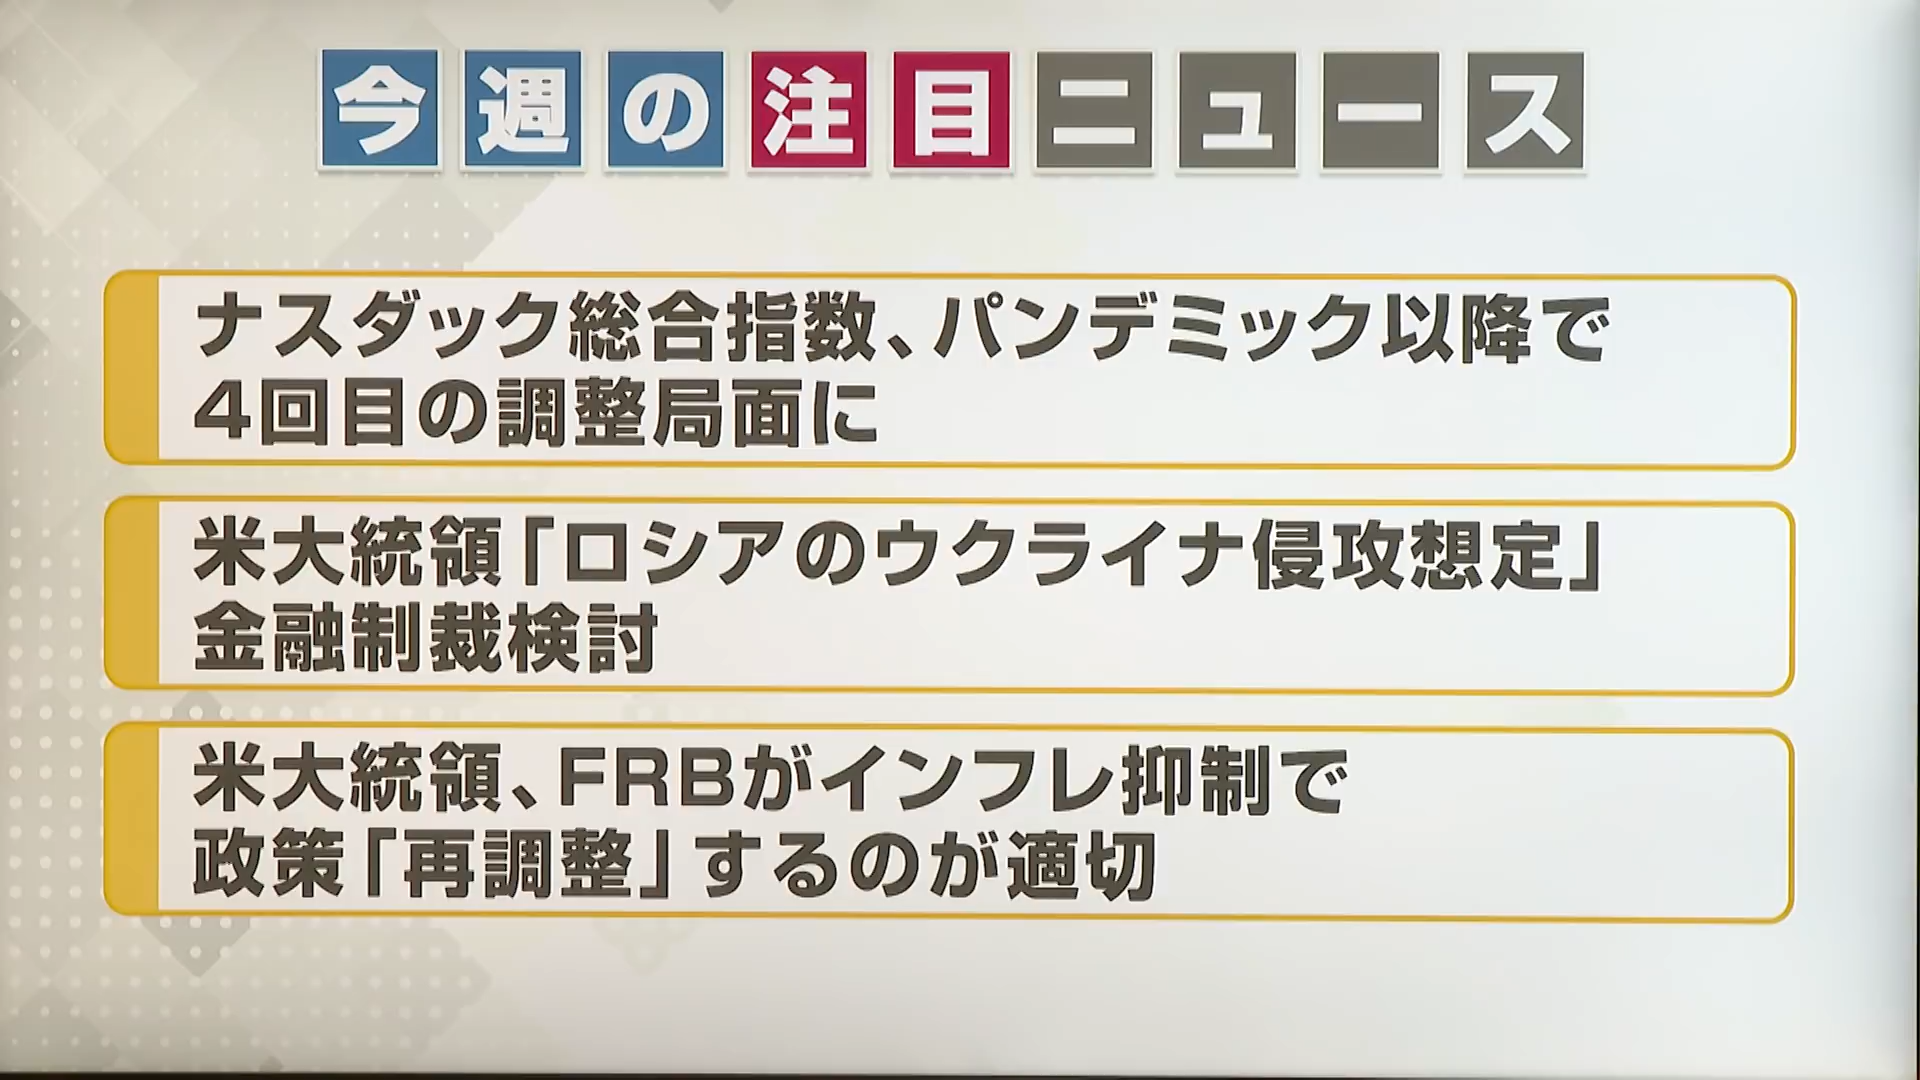 今週の注目ニュース
ナスダック総合指数、パンデミック以降で
4回目の調整局面に
米大統領「ロシアのウクライナ侵攻想定」
金融制裁検討
米大統領、FRBがインフレ抑制で
政策「再調整」するのが適切